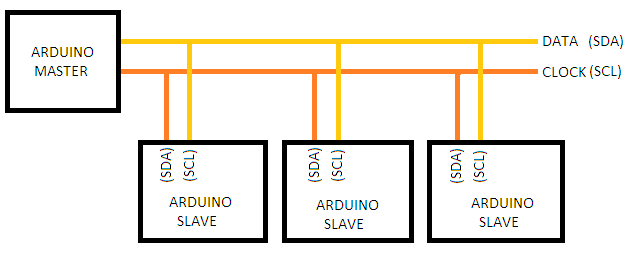 ARDUINO
MASTER
DATA (SDA)
CLOCK (SCL)
(SDA)
(SCL)
ARDUINO
SLAVE
(SDA)
(SCL)
ARDUINO
SLAVE
(SDA)
(SCL)
ARDUINO
SLAVE